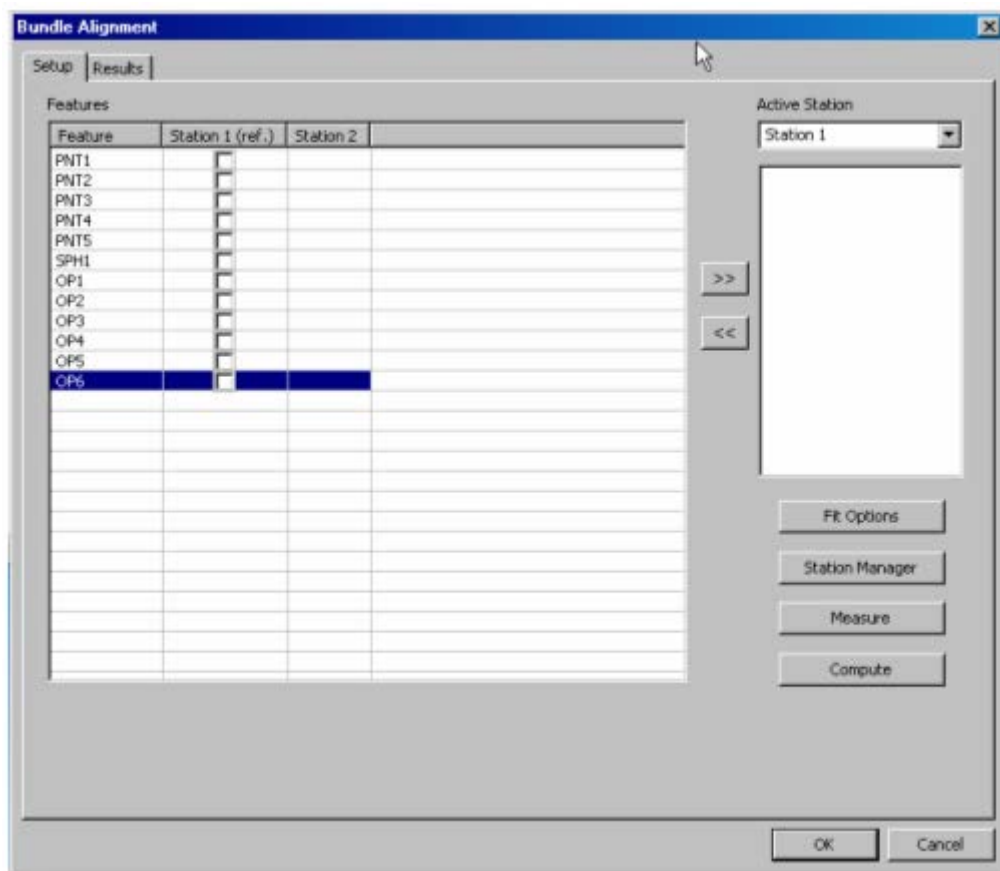 Bundle Alignment
Setup
Results
Features
Active Station
Feature Station 1 (ref.) Station 2
Station 1
PNT1
PNT2
PNT3
PNT4
PNT5
SPH1
OP1
OP2
OP3
OP4
OP5
OP6
>>
<<
Fit Options
Station Manager
Measure
Compute
OK
Cancel